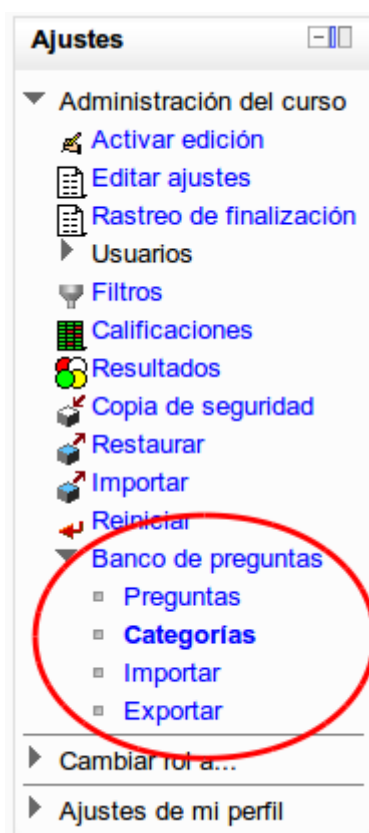 Ajustes
Administración del curso
Activar edición
Editar ajustes
Rastreo de finalización
Usuarios
Filtros
Calificaciones
Resultados
Copia de seguridad
Restaurar
Importar
Reiniciar
Banco de preguntas
Preguntas
Categorías
Importar
Exportar
Cambiar rol a...
Ajustes de mi perfil